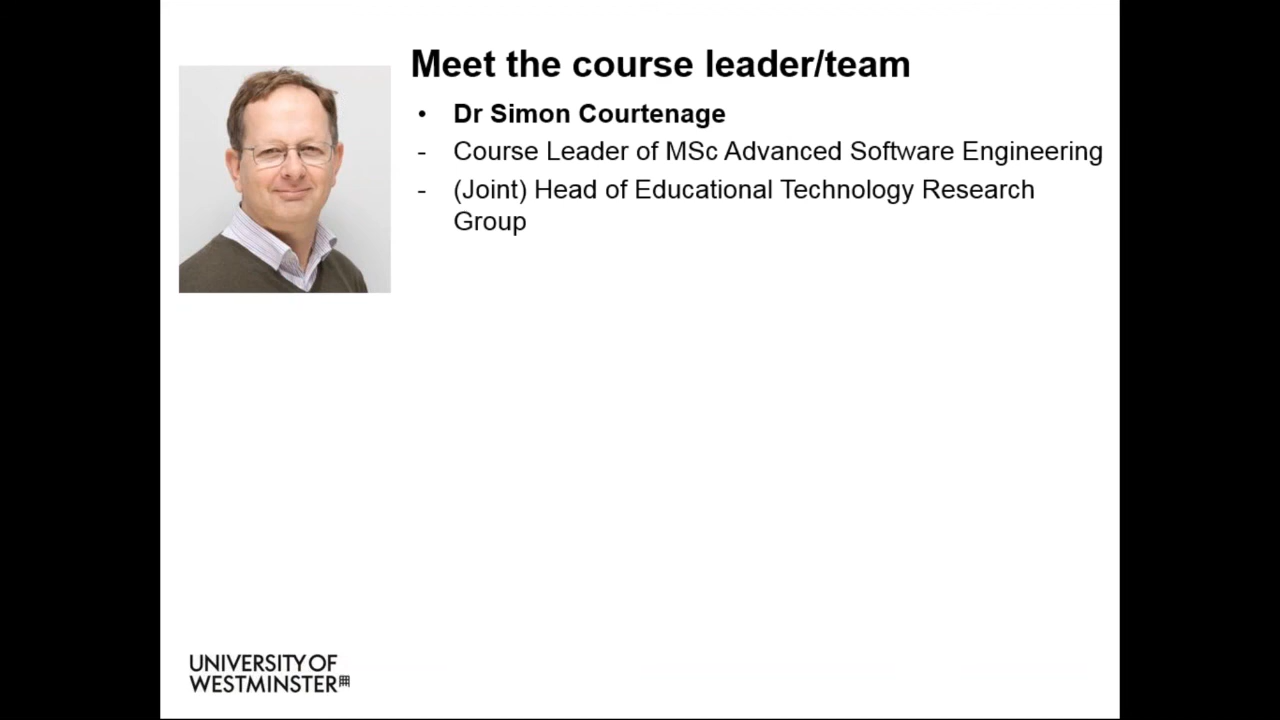 Meet the course leader/team
• Dr Simon Courtenage
- Course Leader of MSc Advanced Software Engineering
- (Joint) Head of Educational Technology Research
Group
UNIVERSITY OF
WESTMINSTER